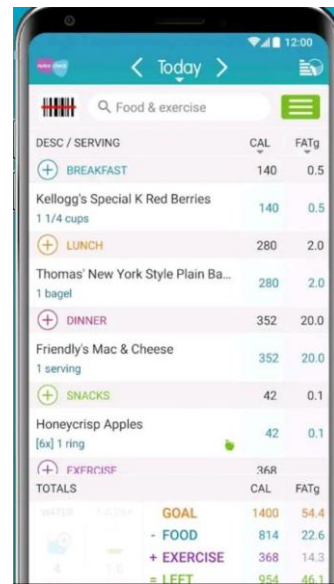 12:00
Today
Food & exercise
DESC / SERVING CAL FATg
BREAKFAST 140 0.5
Kellogg's Special K Red Berries 140 0.5
1 1/4 cups
LUNCH 280 2.0
Thomas' New York Style Plain Ba... 280 2.0
1 bagel
DINNER 352 20.0
Friendly's Mac & Cheese 352 20.0
1 serving
SNACKS 42 0.1
Honeycrisp Apples 42 0.1
[6x] 1 ring
EXERCISE 368
TOTALS CAL FATg
WATER GOAL 1400 54.4
- FOOD 814 22.6
+ EXERCISE 368 14.3
= LEFT 954 46.1